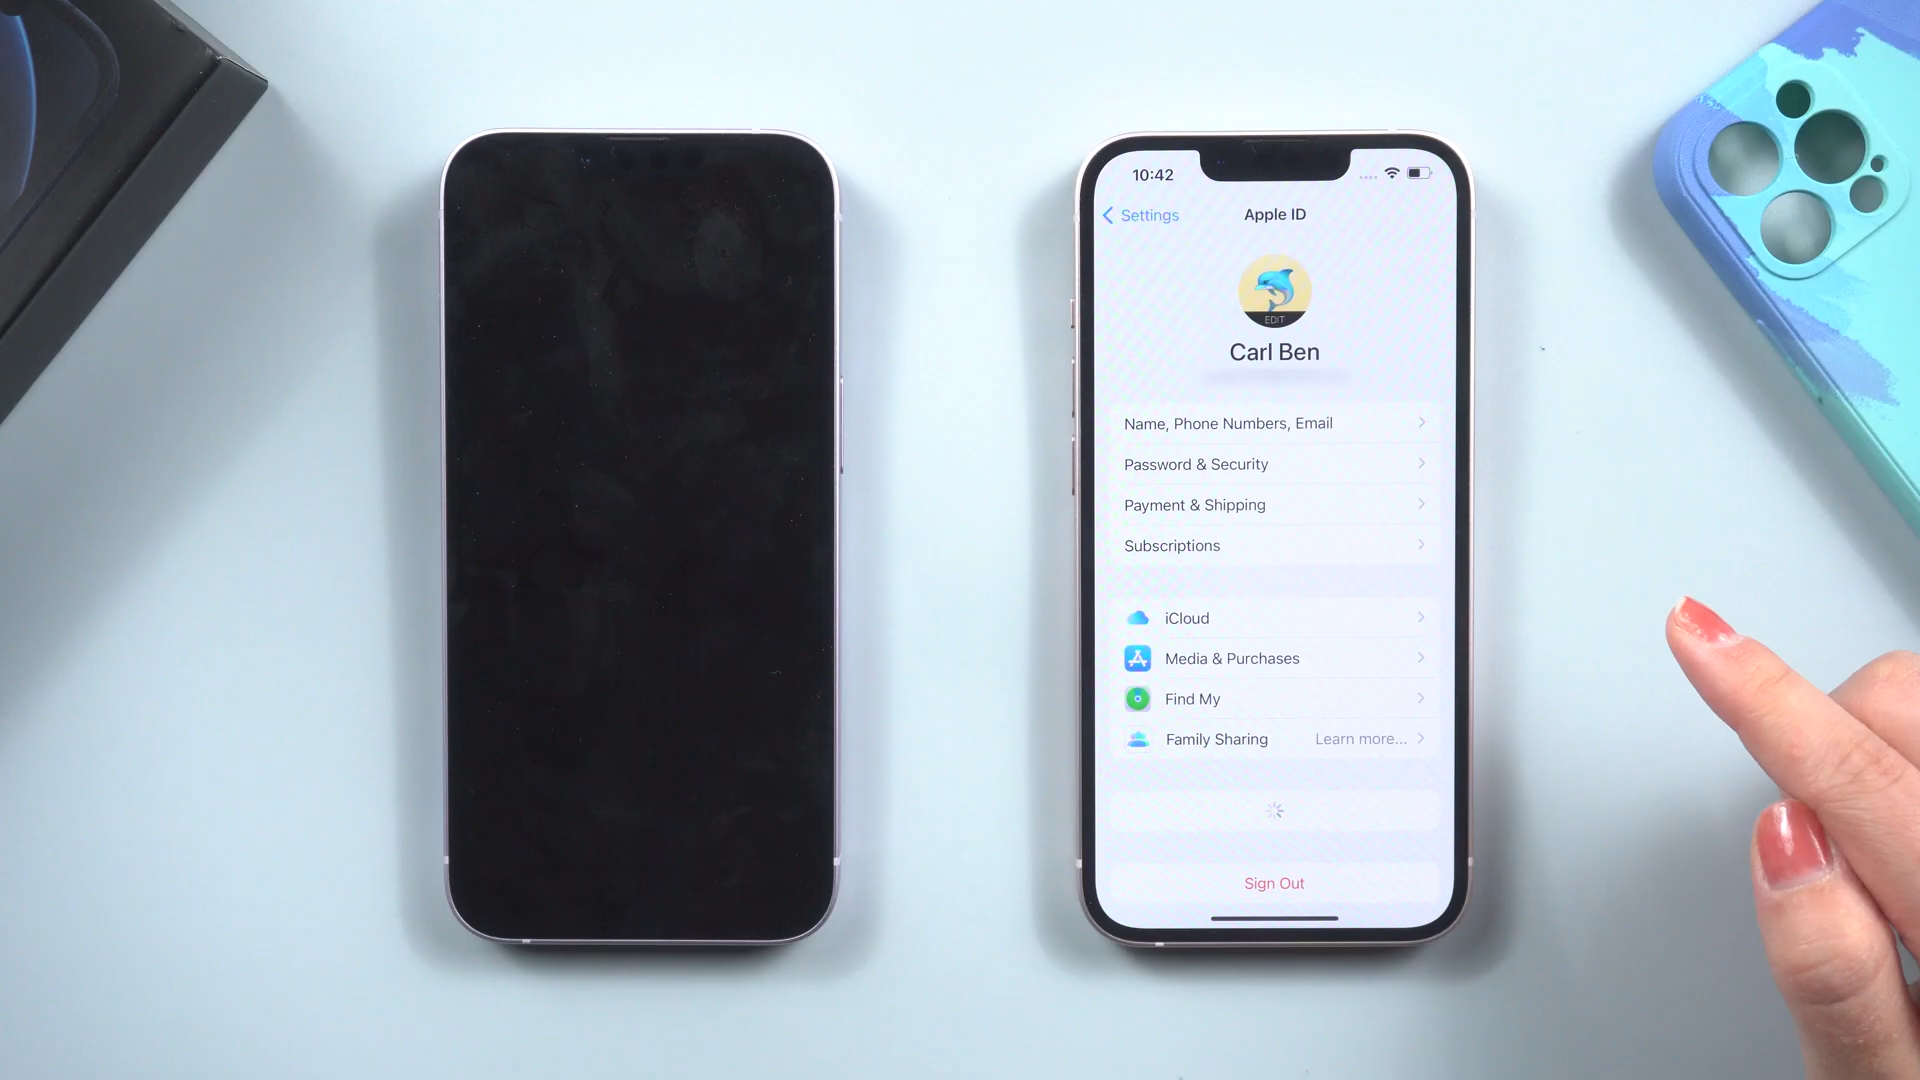 10:42
Settings
Apple ID
EDIT
Carl Ben
Name, Phone Numbers, Email
Password & Security
Payment & Shipping
Subscriptions
iCloud
Media & Purchases
Find My
Family Sharing Learn more...
Sign Out